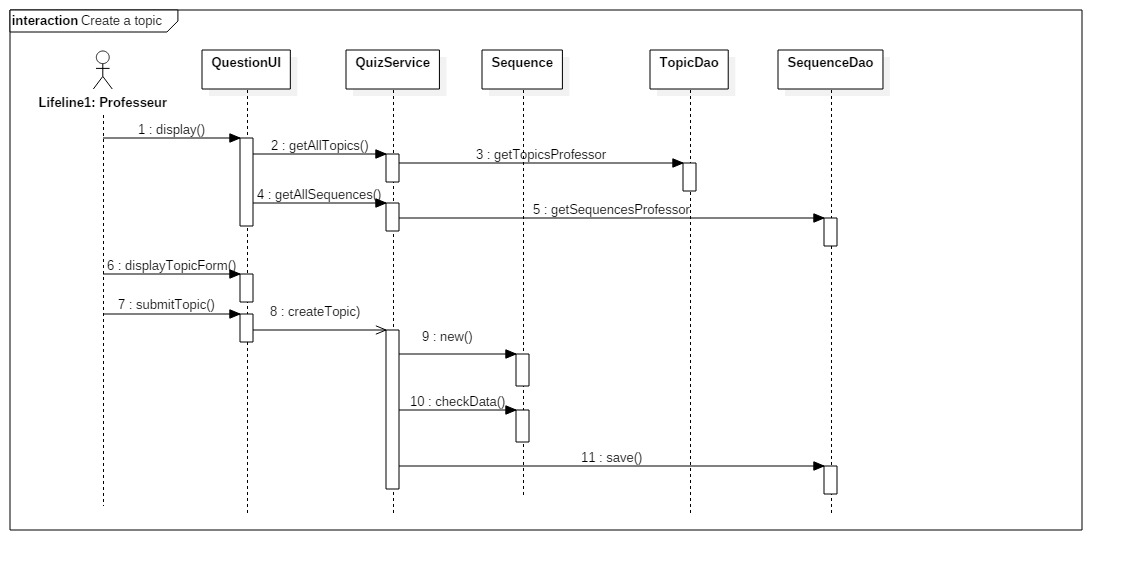 interaction Create a topic
QuestionUI
QuizService
Sequence
TopicDao
SequenceDao
Lifeline1: Professeur
1 : display()
2 : getAllTopics()
3 : getTopicsProfessor
4 : getAllSequences()
5 : getSequencesProfessor
6 : displayTopicForm()
7 : submitTopic()
8 : createTopic)
9 : new()
10 : checkData()
11 : save()